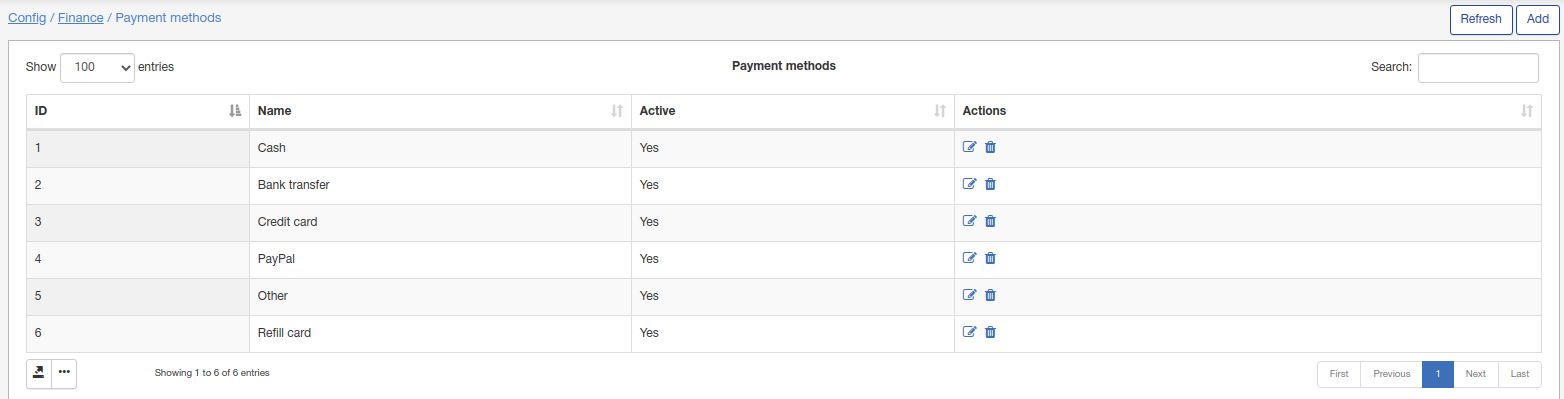 Config / Finance / Payment methods
Refresh
Add
Show 100 entries
Payment methods
Search:
ID Name Active Actions
1 Cash Yes
2 Bank transfer Yes
3 Credit card Yes
4 PayPal Yes
5 Other Yes
6 Refill card Yes
Showing 1 to 6 of 6 entries
First Previous 1 Next Last